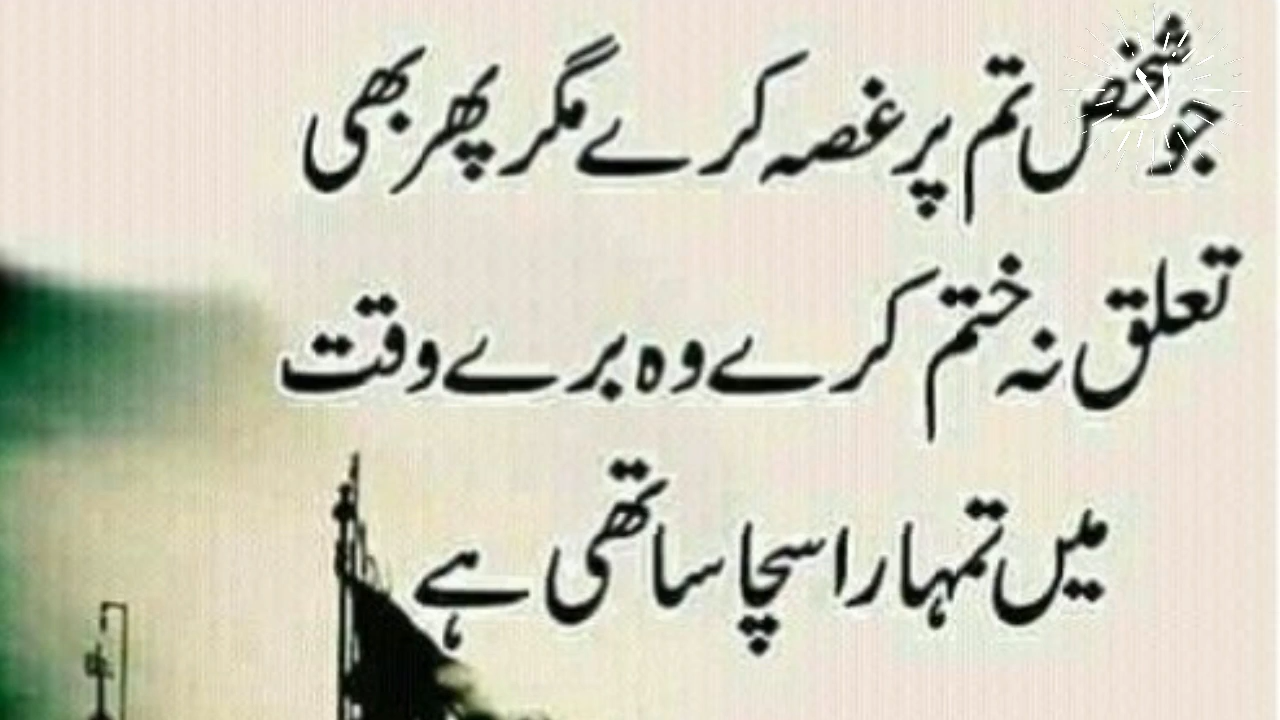 جو شخص تم پر غصہ کرے مگر پھر بھی
تعلق نہ ختم کرے وہ برے وقت
میں تمہارا سچا ساتھی ہے